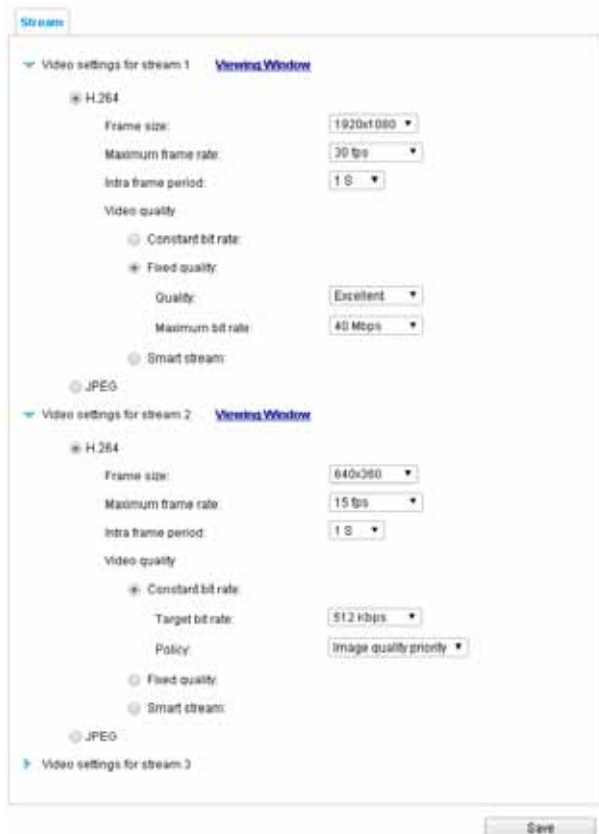 Stream
Video settings for stream 1 Viewing Window
H.264
Frame size: 1920x1080
Maximum frame rate: 30 fps
Intra frame period: 1 S
Video quality
Constant bit rate:
Fixed quality:
Quality: Excellent
Maximum bit rate: 40 Mbps
Smart stream:
JPEG
Video settings for stream 2 Viewing Window
H.264
Frame size: 640x360
Maximum frame rate: 15 fps
Intra frame period: 1 S
Video quality
Constant bit rate:
Target bit rate: 512 Kbps
Policy: Image quality priority
Fixed quality:
Smart stream:
JPEG
Video settings for stream 3
Save